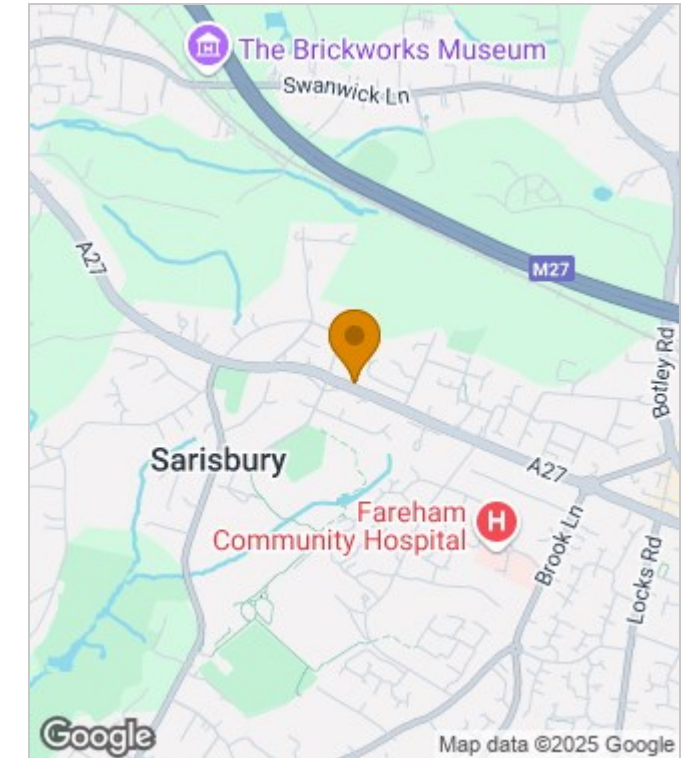 The Brickworks Museum
Swanwick Ln
A27
M27
Botley Rd
Sarisbury
A27
Fareham
Community Hospital
H
Brook Ln
Locks Rd
Google
Map data ©2025 Google